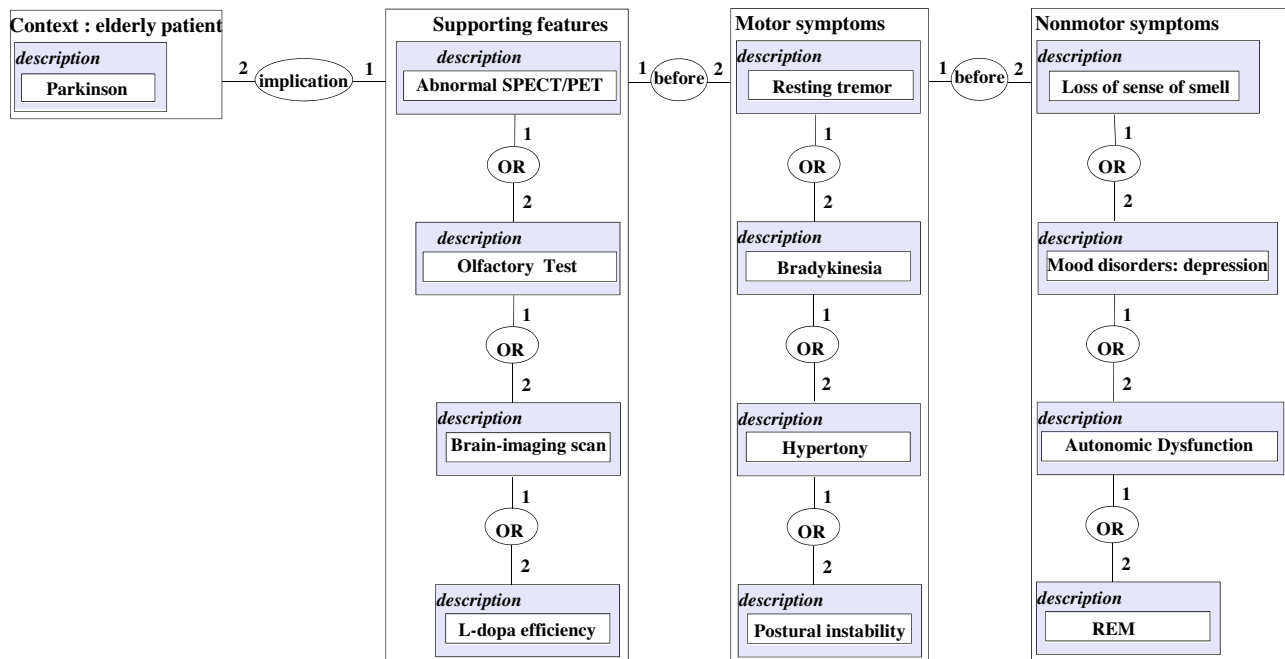 Context : elderly patient
description
Parkinson
2
implication
1
Supporting features
description
Abnormal SPECT/PET
1
OR
2
description
Olfactory Test
1
OR
2
description
Brain-imaging scan
1
OR
2
description
L-dopa efficiency
1
before
2
Motor symptoms
description
Resting tremor
1
OR
2
description
Bradykinesia
1
OR
2
description
Hypertony
1
OR
2
description
Postural instability
1
before
2
Nonmotor symptoms
description
Loss of sense of smell
1
OR
2
description
Mood disorders: depression
1
OR
2
description
Autonomic Dysfunction
1
OR
2
description
REM